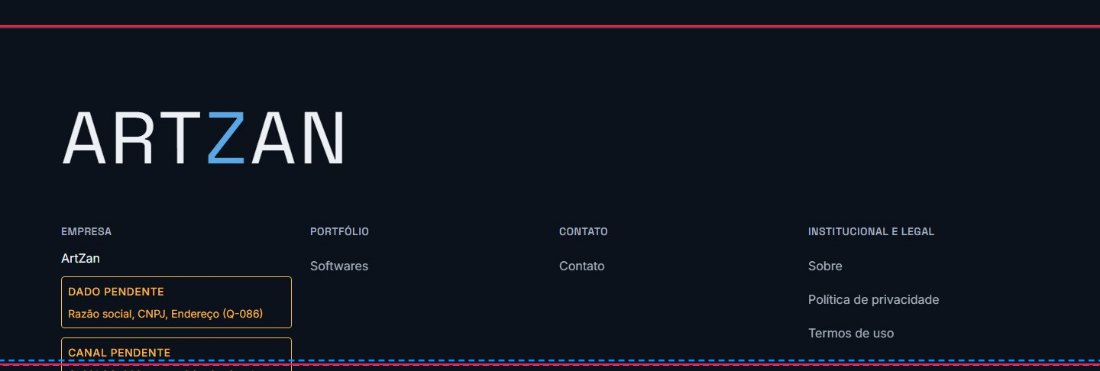 ARTZAN
EMPRESA
ArtZan
DADO PENDENTE
Razão social, CNPJ, Endereço (Q-086)
CANAL PENDENTE
PORTFÓLIO
Softwares
CONTATO
Contato
INSTITUCIONAL E LEGAL
Sobre
Política de privacidade
Termos de uso